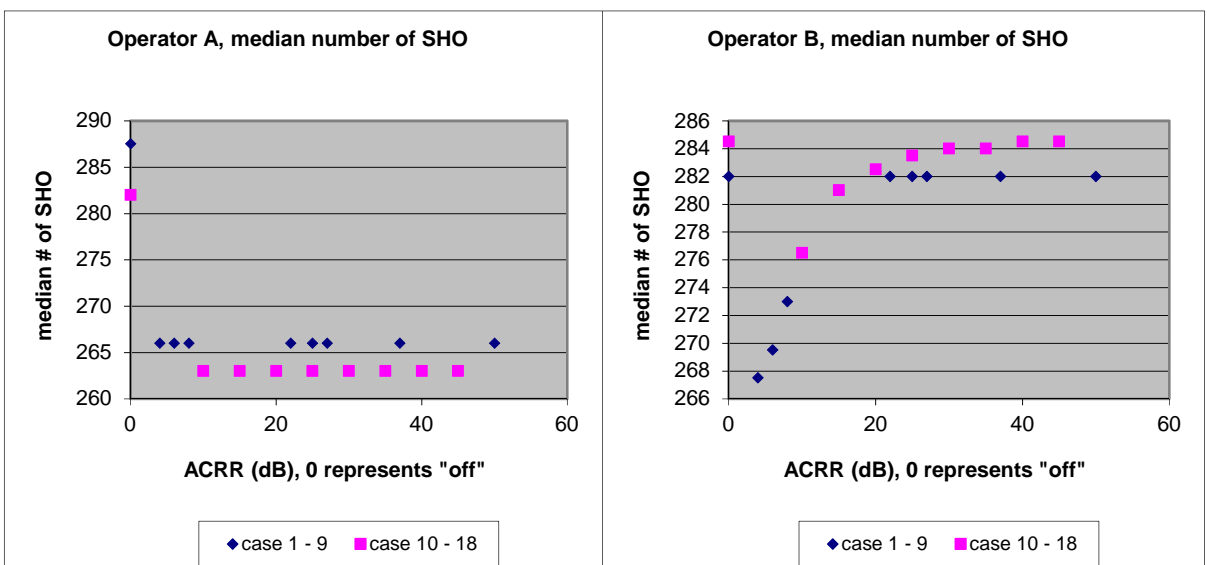 Operator A, median number of SHO
median # of SHO
290
285
280
275
270
265
260
0 20 40 60
ACRR (dB), 0 represents "off"
case 1 - 9 case 10 - 18
Operator B, median number of SHO
median # of SHO
286
284
282
280
278
276
274
272
270
268
266
0 20 40 60
ACRR (dB), 0 represents "off"
case 1 - 9 case 10 - 18